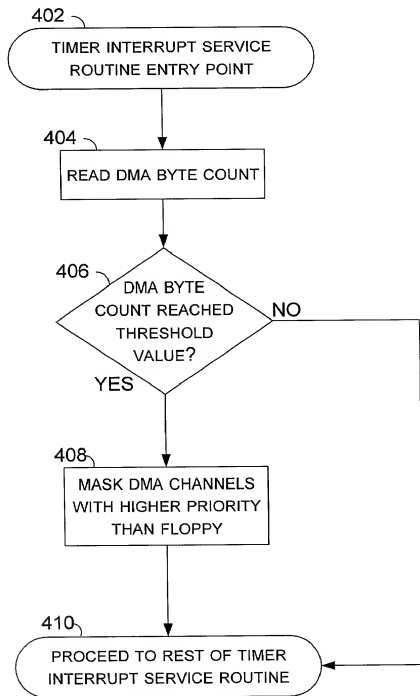 402
TIMER INTERRUPT SERVICE
ROUTINE ENTRY POINT
404
READ DMA BYTE COUNT
406
DMA BYTE
COUNT REACHED
THRESHOLD
VALUE?
NO
YES
408
MASK DMA CHANNELS
WITH HIGHER PRIORITY
THAN FLOPPY
410
PROCEED TO REST OF TIMER
INTERRUPT SERVICE ROUTINE